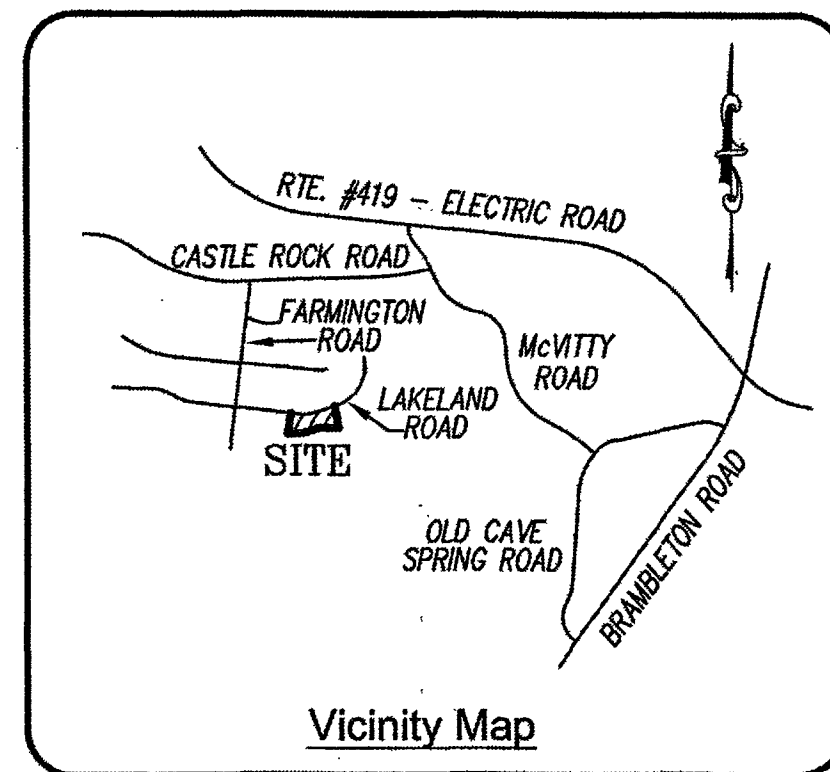 RTE. #419 - ELECTRIC ROAD
CASTLE ROCK ROAD
FARMINGTON
ROAD
McVITTY
ROAD
LAKELAND
ROAD
SITE
OLD CAVE
SPRING ROAD
BRAMBLETON ROAD
Vicinity Map